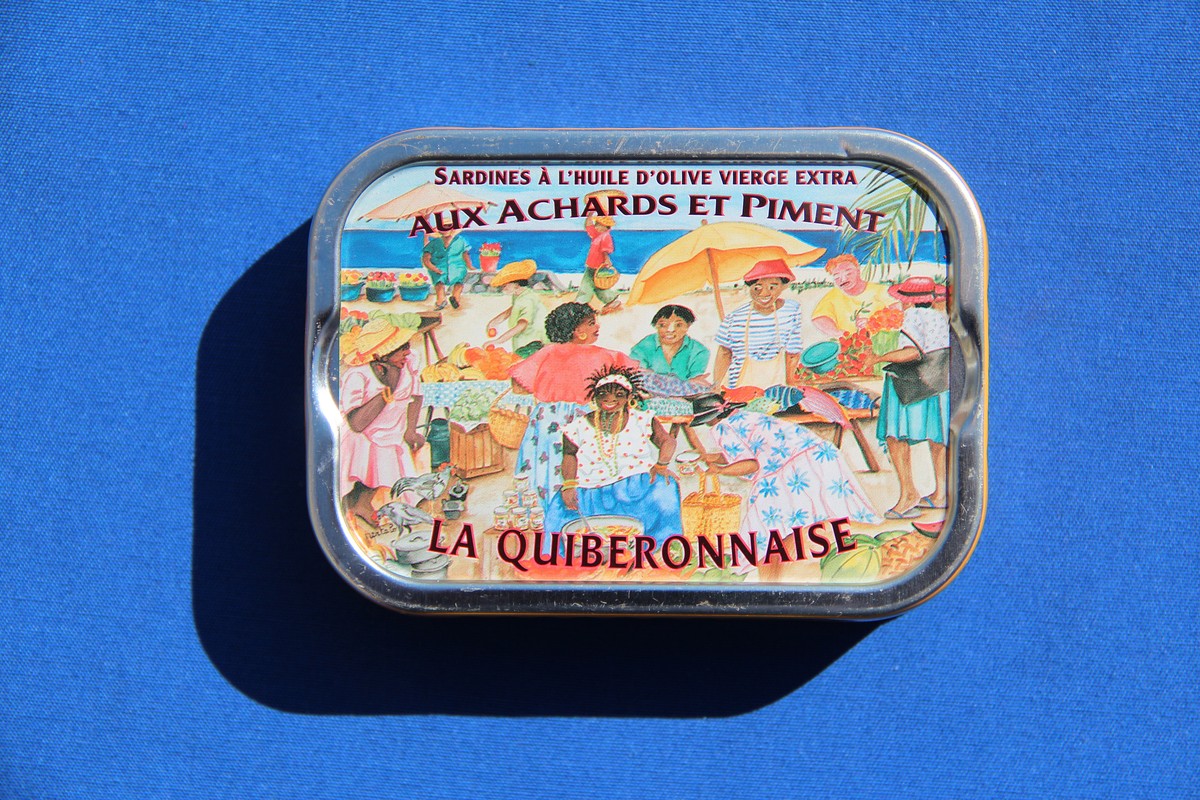 SARDINES À L'HUILE D'OLIVE VIERGE EXTRA
AUX ACHARDS ET PIMENT
LA QUIBERONNAISE